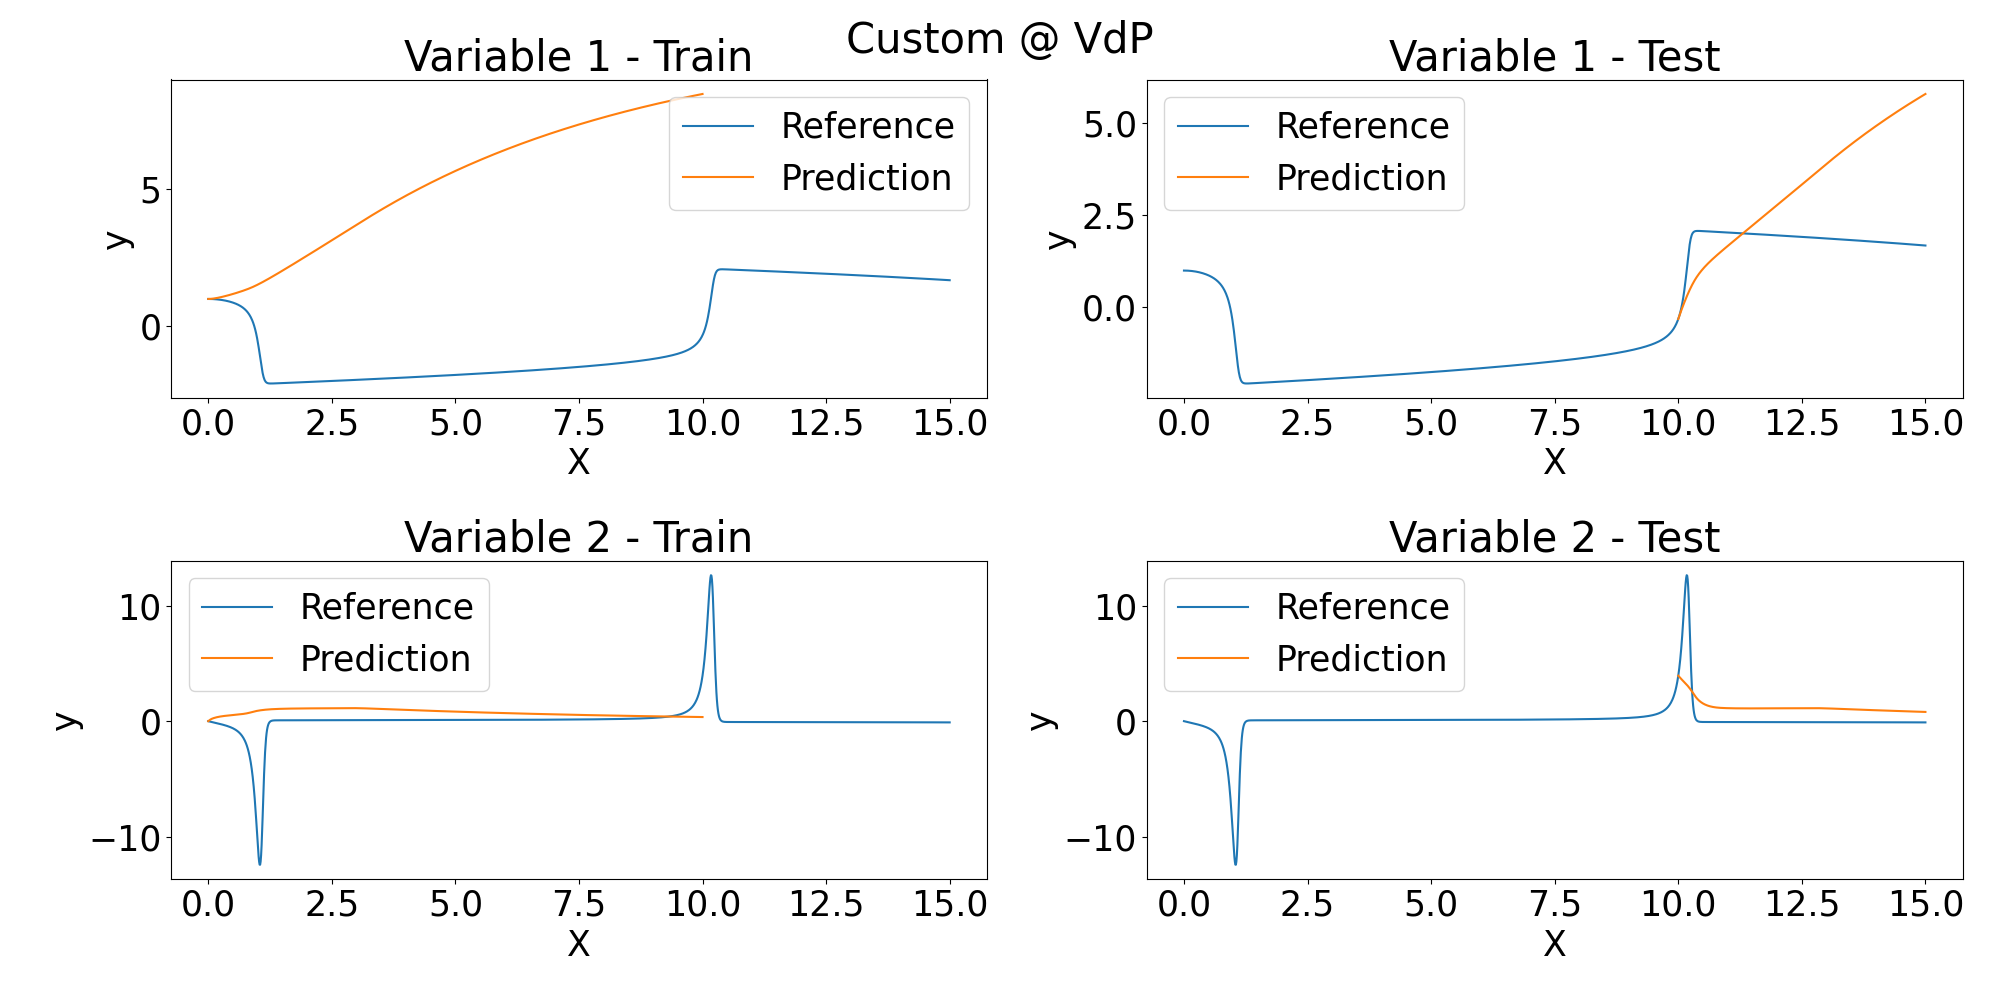 Custom @ VdP
Variable 1 - Train
Reference
Prediction
y
5
0
0.0 2.5 5.0 7.5 10.0 12.5 15.0
X
Variable 1 - Test
Reference
Prediction
y
5.0
2.5
0.0
0.0 2.5 5.0 7.5 10.0 12.5 15.0
X
Variable 2 - Train
Reference
Prediction
y
10
0
−10
0.0 2.5 5.0 7.5 10.0 12.5 15.0
X
Variable 2 - Test
Reference
Prediction
y
10
0
−10
0.0 2.5 5.0 7.5 10.0 12.5 15.0
X